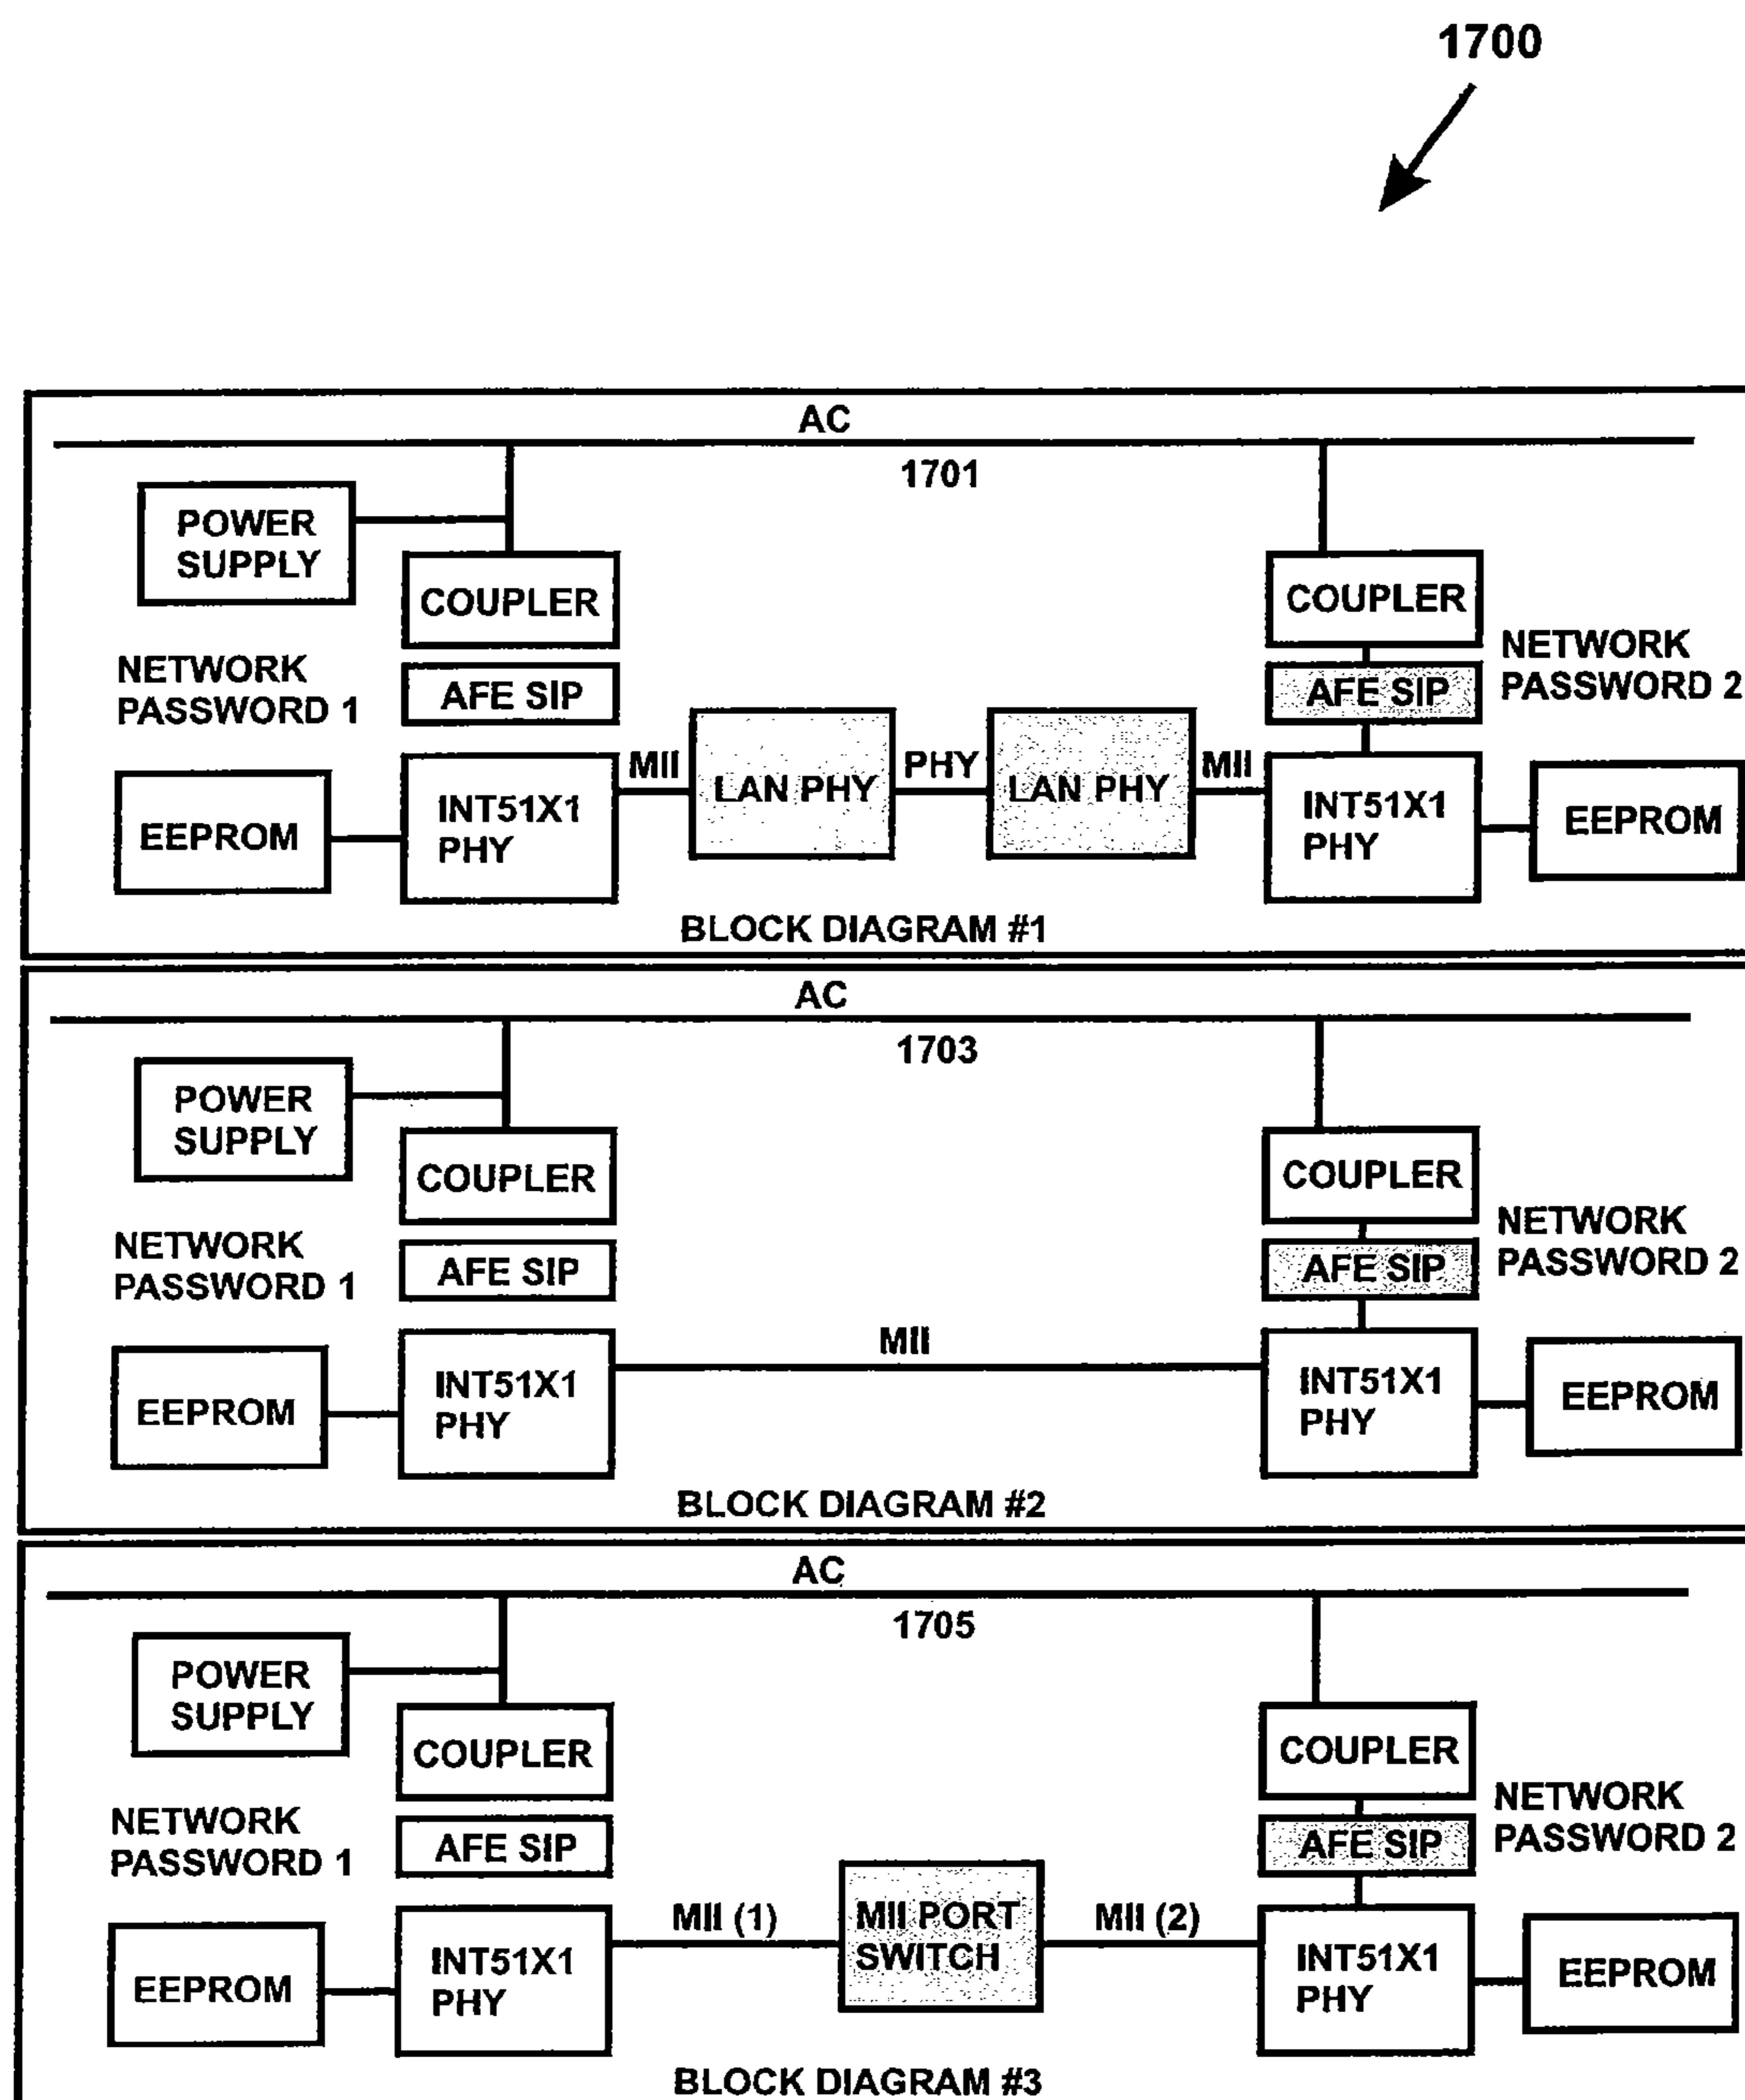 1700
AC
1701
POWER
SUPPLY
COUPLER
COUPLER
NETWORK
PASSWORD 1
AFE SIP
AFE SIP
NETWORK
PASSWORD 2
EEPROM
INT51X1
PHY
MII
LAN PHY
PHY
LAN PHY
MII
INT51X1
PHY
EEPROM
BLOCK DIAGRAM #1
AC
1703
POWER
SUPPLY
COUPLER
COUPLER
NETWORK
PASSWORD 1
AFE SIP
AFE SIP
NETWORK
PASSWORD 2
EEPROM
INT51X1
PHY
MII
INT51X1
PHY
EEPROM
BLOCK DIAGRAM #2
AC
1705
POWER
SUPPLY
COUPLER
COUPLER
NETWORK
PASSWORD 1
AFE SIP
AFE SIP
NETWORK
PASSWORD 2
EEPROM
INT51X1
PHY
MII (1)
MII PORT
SWITCH
MII (2)
INT51X1
PHY
EEPROM
BLOCK DIAGRAM #3